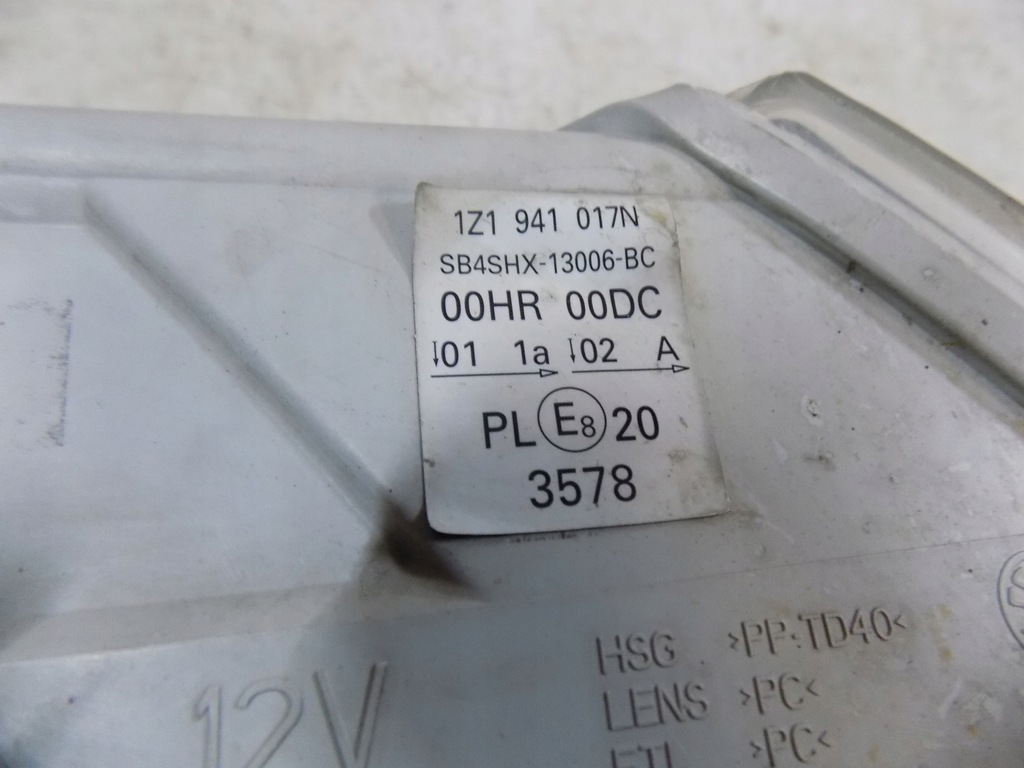 1Z1 941 017N
SB4SHX-13006-BC
00HR 00DC
↓01 1a → ↓02 A →
PL E8 20
3578
HSG >PP-TD40<
LENS >PC<
>PC<
12V